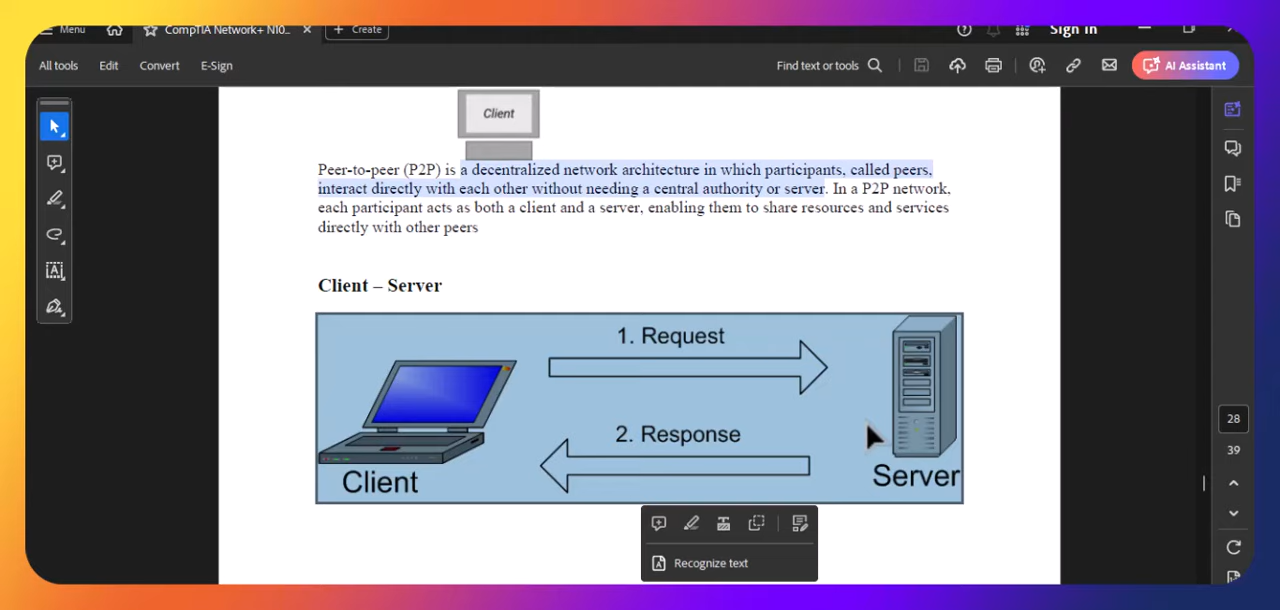 Menu
CompTIA Network+ N10...
Create
Sign in
All tools
Edit
Convert
E-Sign
Find text or tools
AI Assistant
Client
Peer-to-peer (P2P) is a decentralized network architecture in which participants, called peers,
interact directly with each other without needing a central authority or server. In a P2P network,
each participant acts as both a client and a server, enabling them to share resources and services
directly with other peers
Client – Server
1. Request
2. Response
Client
Server
28
39
Recognize text